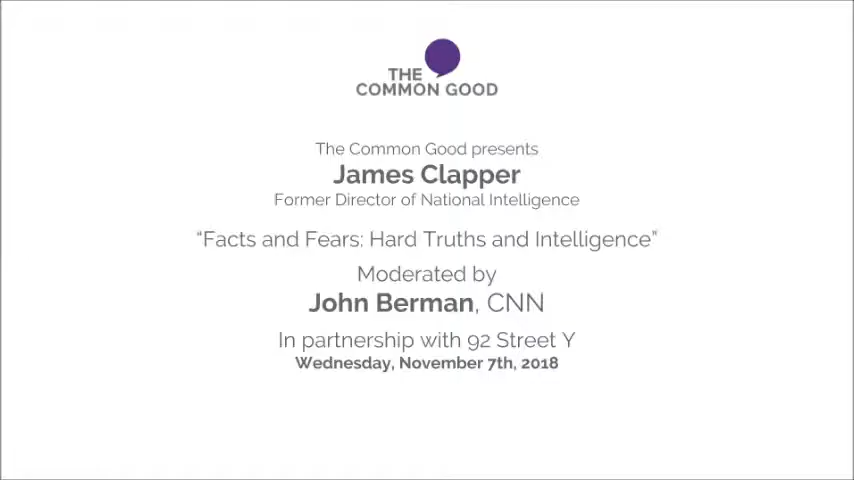 THE
COMMON GOOD
The Common Good presents
James Clapper
Former Director of National Intelligence
“Facts and Fears: Hard Truths and Intelligence”
Moderated by
John Berman, CNN
In partnership with 92 Street Y
Wednesday, November 7th, 2018